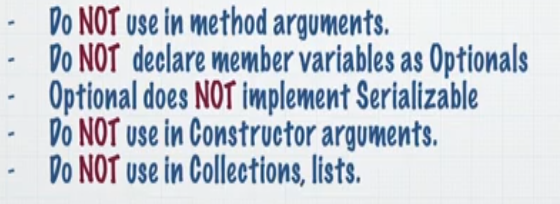 - Do NOT use in method arguments.
- Do NOT declare member variables as Optionals
- Optional does NOT implement Serializable
- Do NOT use in Constructor arguments.
- Do NOT use in Collections, lists.